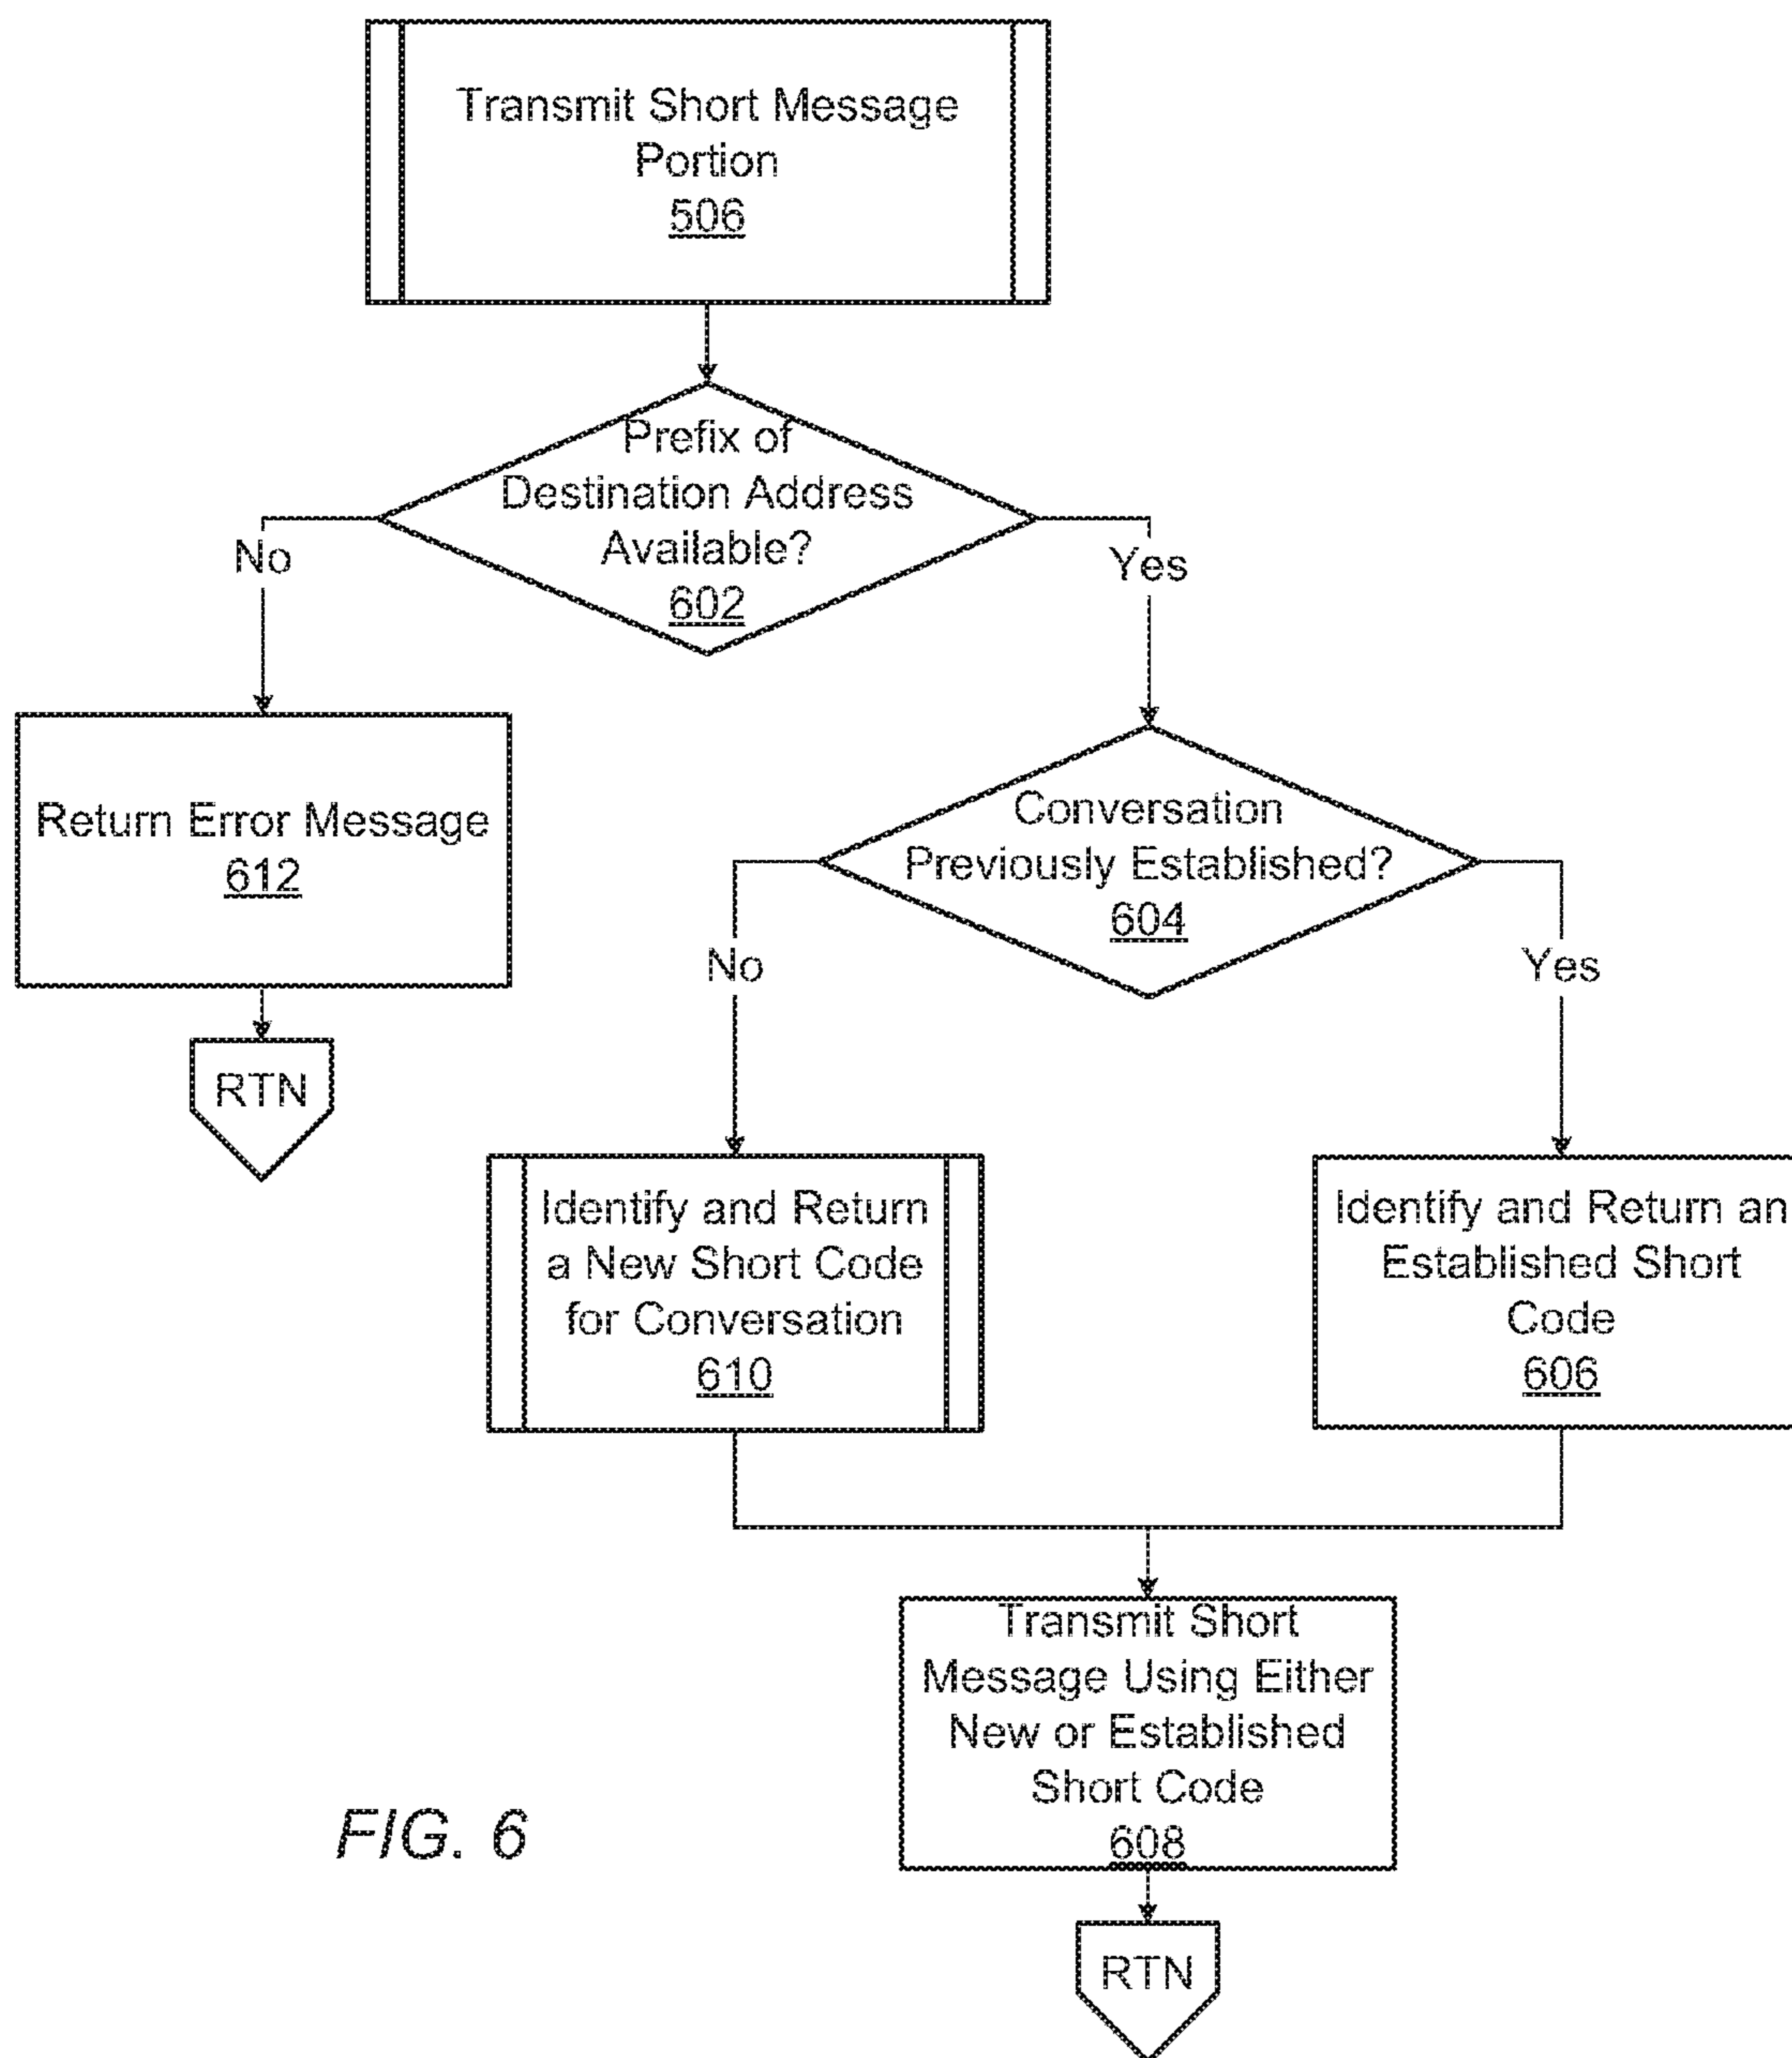 Transmit Short Message
Portion
506
Prefix of
Destination Address
Available?
602
No
Yes
Return Error Message
612
RTN
Conversation
Previously Established?
604
No
Yes
Identify and Return
a New Short Code
for Conversation
610
Identify and Return an
Established Short
Code
606
Transmit Short
Message Using Either
New or Established
Short Code
608
RTN
FIG. 6